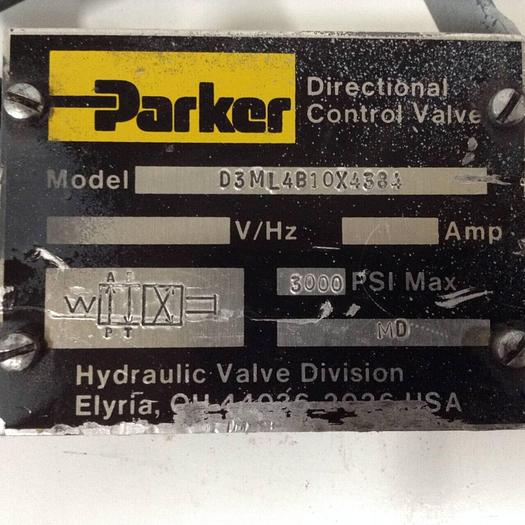 Parker
Directional
Control Valve
Model D3ML4B10X4384
V/Hz Amp
3000 PSI Max.
A B
P T
MD
Hydraulic Valve Division
Elyria, OH 44036-2036 USA